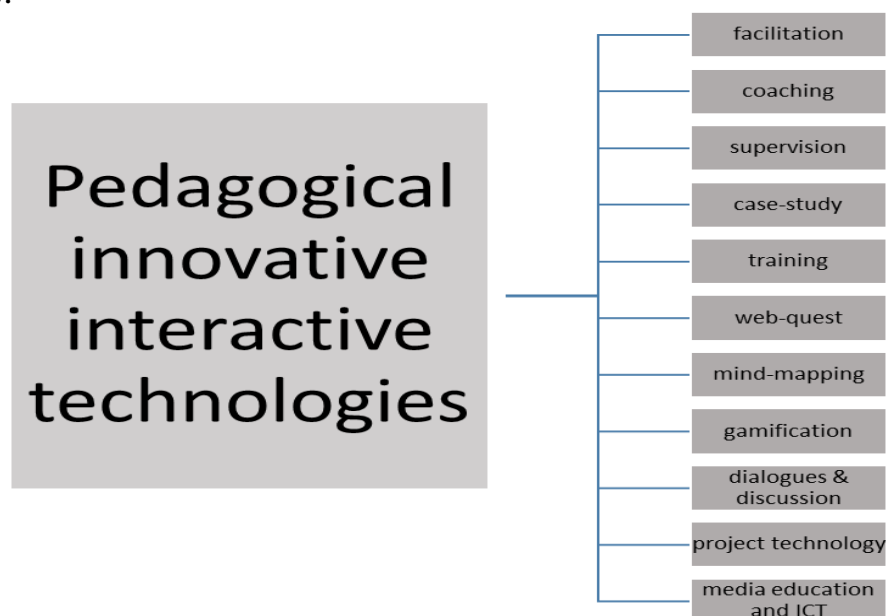 Pedagogical
innovative
interactive
technologies
facilitation
coaching
supervision
case-study
training
web-quest
mind-mapping
gamification
dialogues &
discussion
project technology
media education
and ICT